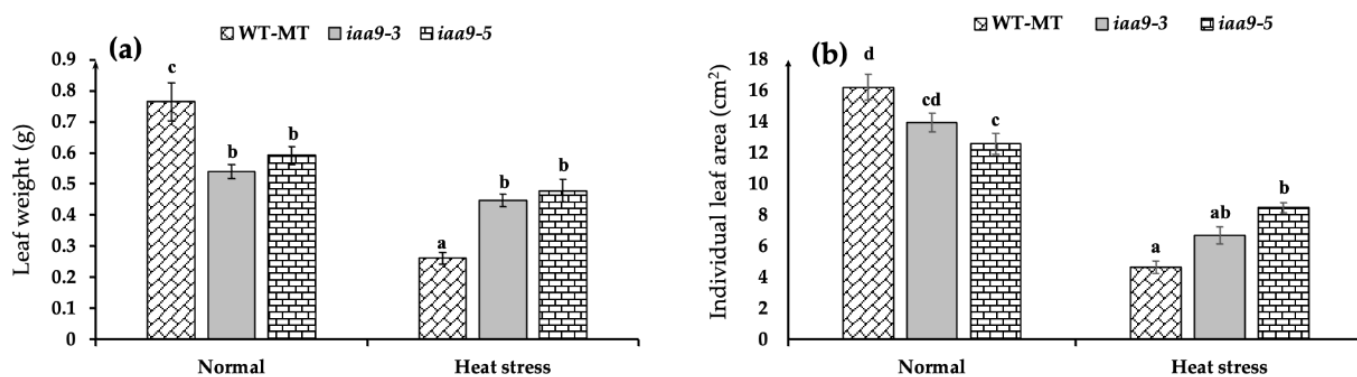 WT-MT iaa9-3 iaa9-5
(a)
Leaf weight (g)
0.9
0.8
0.7
0.6
0.5
0.4
0.3
0.2
0.1
0
c
b
b
a
b
b
Normal Heat stress
WT-MT iaa9-3 iaa9-5
(b)
Individual leaf area (cm²)
18
16
14
12
10
8
6
4
2
0
d
cd
c
a
ab
b
Normal Heat stress